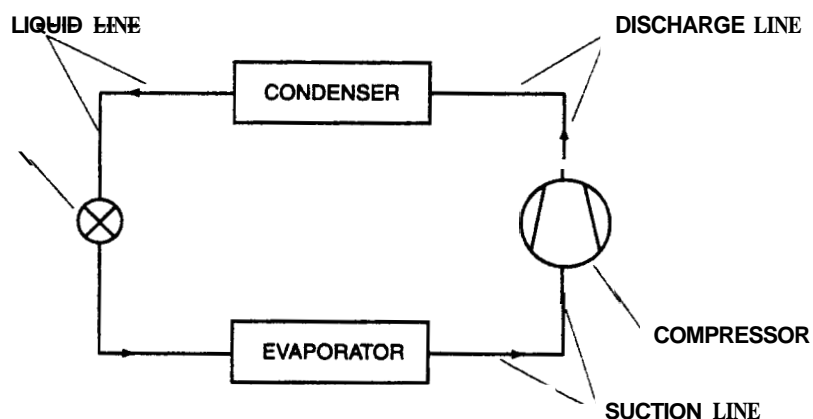 LIQUID LINE
DISCHARGE LINE
CONDENSER
COMPRESSOR
EVAPORATOR
SUCTION LINE